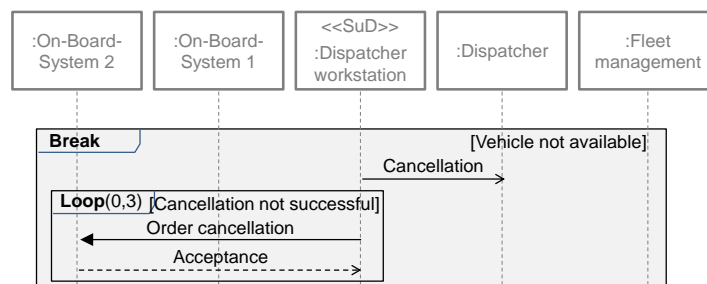 <<SuD>>
:On-Board-
System 2
:On-Board-
System 1
:Dispatcher
workstation
:Dispatcher
:Fleet
management
Break
[Vehicle not available]
Cancellation
Loop(0,3) [Cancellation not successful]
Order cancellation
Acceptance